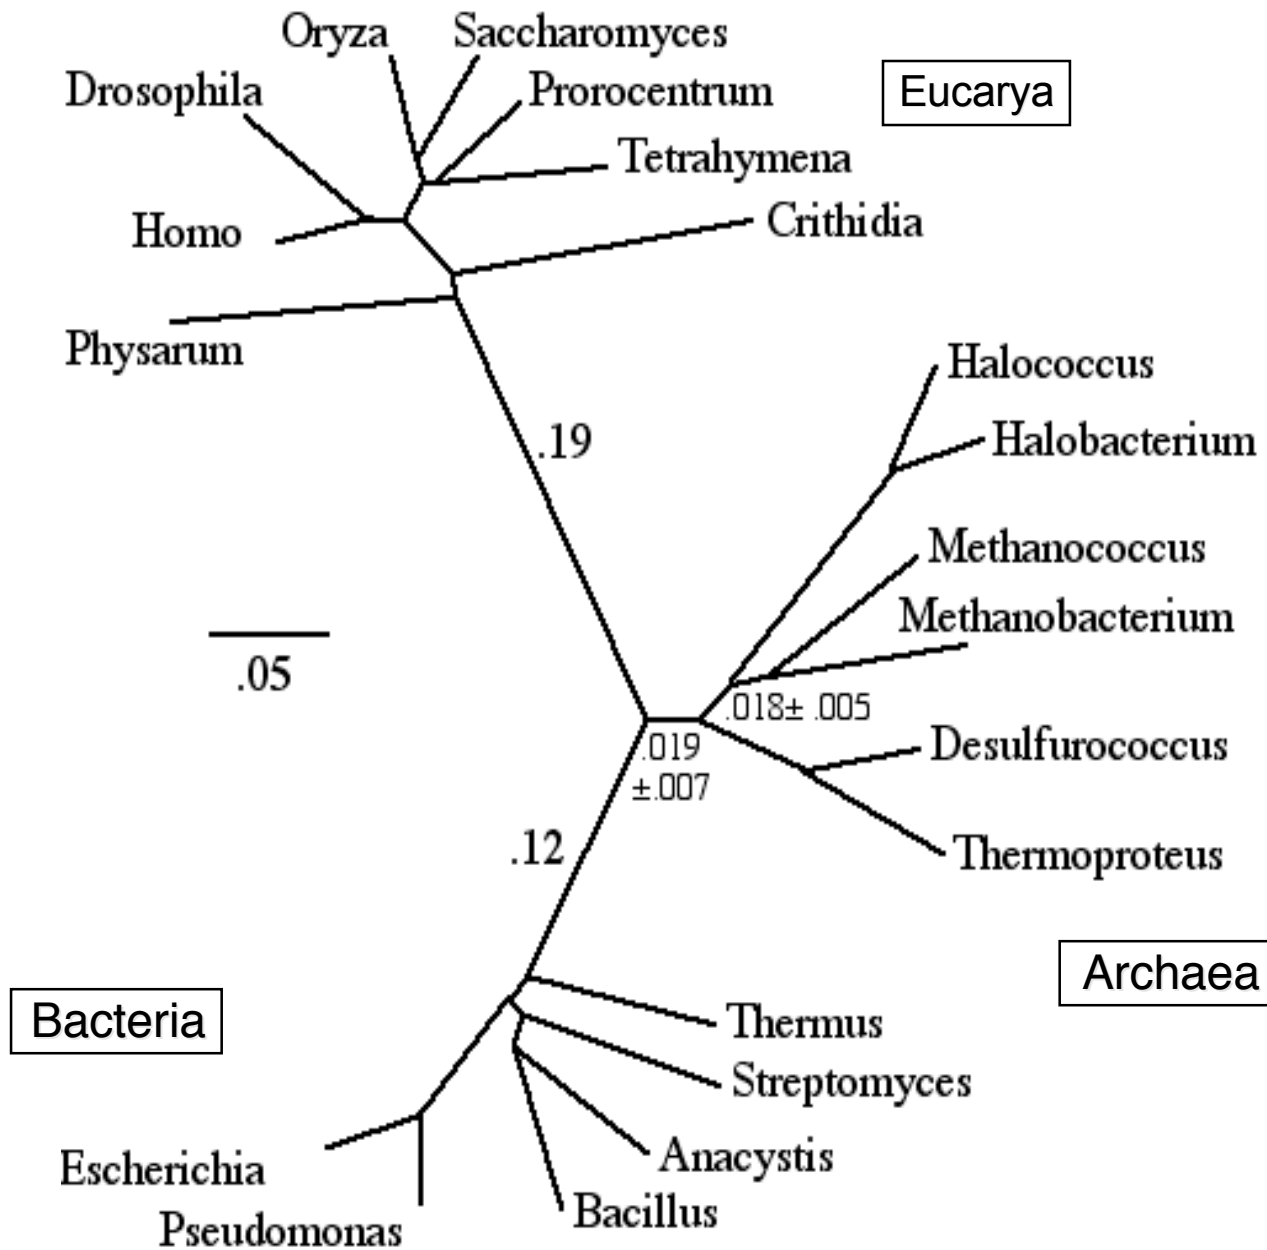 Oryza
Saccharomyces
Drosophila
Prorocentrum
Eucarya
Tetrahymena
Crithidia
Homo
Physarum
Halococcus
.19
Halobacterium
Methanococcus
Methanobacterium
.05
.018± .005
.019
±.007
Desulfurococcus
.12
Thermoproteus
Archaea
Bacteria
Thermus
Streptomyces
Anacystis
Escherichia
Bacillus
Pseudomonas